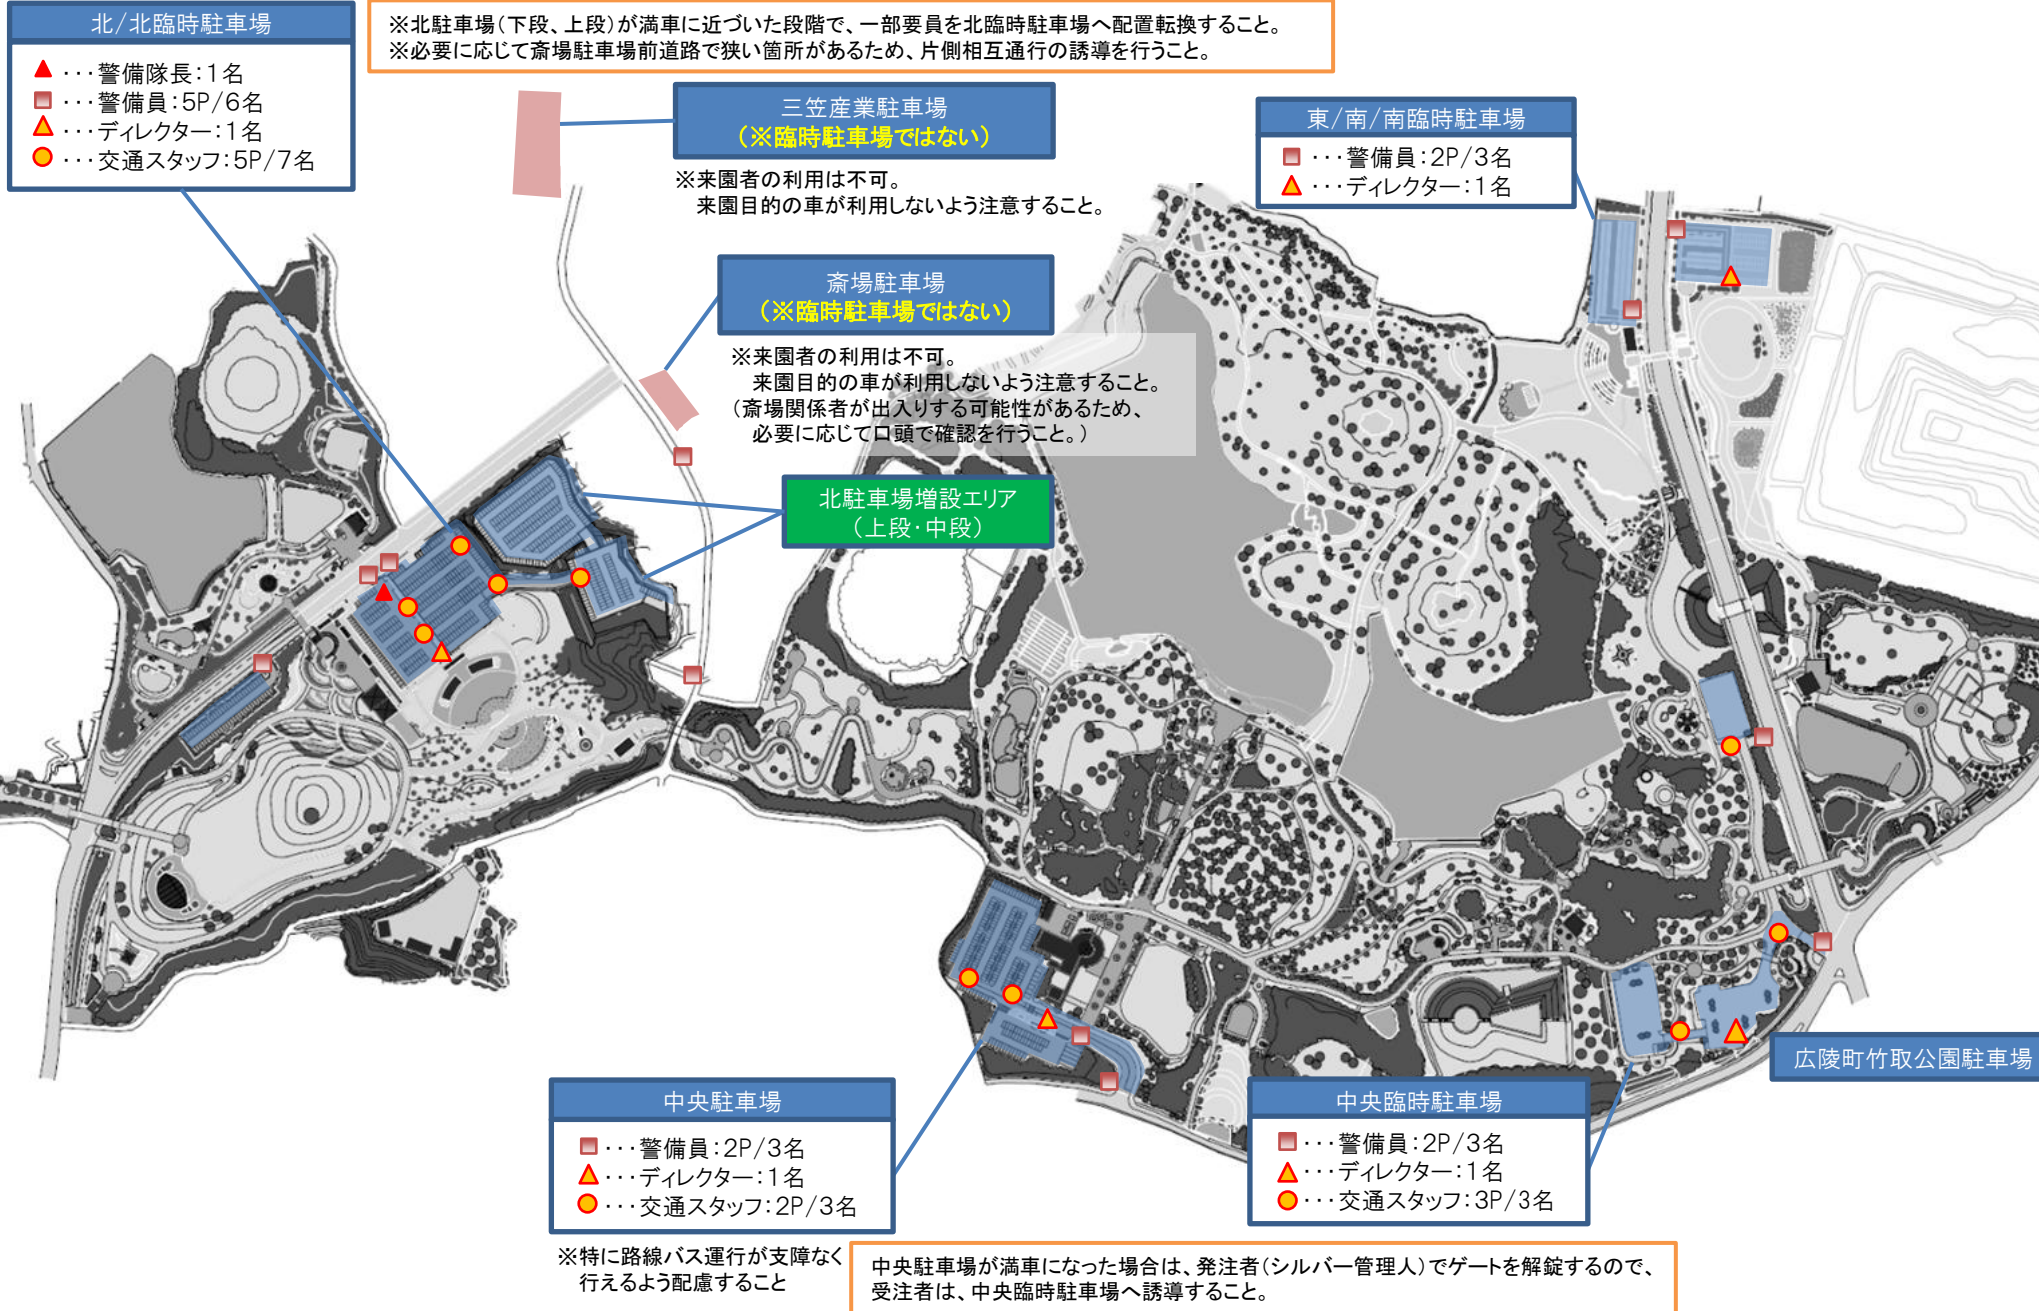 北/北臨時駐車場
▲･･･警備隊長：1名
■･･･警備員：5P/6名
▲･･･ディレクター：1名
●･･･交通スタッフ：5P/7名
※北駐車場（下段、上段）が満車に近づいた段階で、一部要員を北臨時駐車場へ配置転換すること。
※必要に応じて斎場駐車場前道路で狭い箇所があるため、片側相互通行の誘導を行うこと。
三笠産業駐車場
（※臨時駐車場ではない）
※来園者の利用は不可。
来園目的の車が利用しないよう注意すること。
東/南/南臨時駐車場
■･･･警備員：2P/3名
▲･･･ディレクター：1名
斎場駐車場
（※臨時駐車場ではない）
※来園者の利用は不可。
来園目的の車が利用しないよう注意すること。
（斎場関係者が出入りする可能性があるため、
必要に応じて口頭で確認を行うこと。）
北駐車場増設エリア
（上段･中段）
中央駐車場
■･･･警備員：2P/3名
▲･･･ディレクター：1名
●･･･交通スタッフ：2P/3名
※特に路線バス運行が支障なく
行えるよう配慮すること
中央臨時駐車場
■･･･警備員：2P/3名
▲･･･ディレクター：1名
●･･･交通スタッフ：3P/3名
広陵町竹取公園駐車場
中央駐車場が満車になった場合は、発注者（シルバー管理人）でゲートを解錠するので、
受注者は、中央臨時駐車場へ誘導すること。